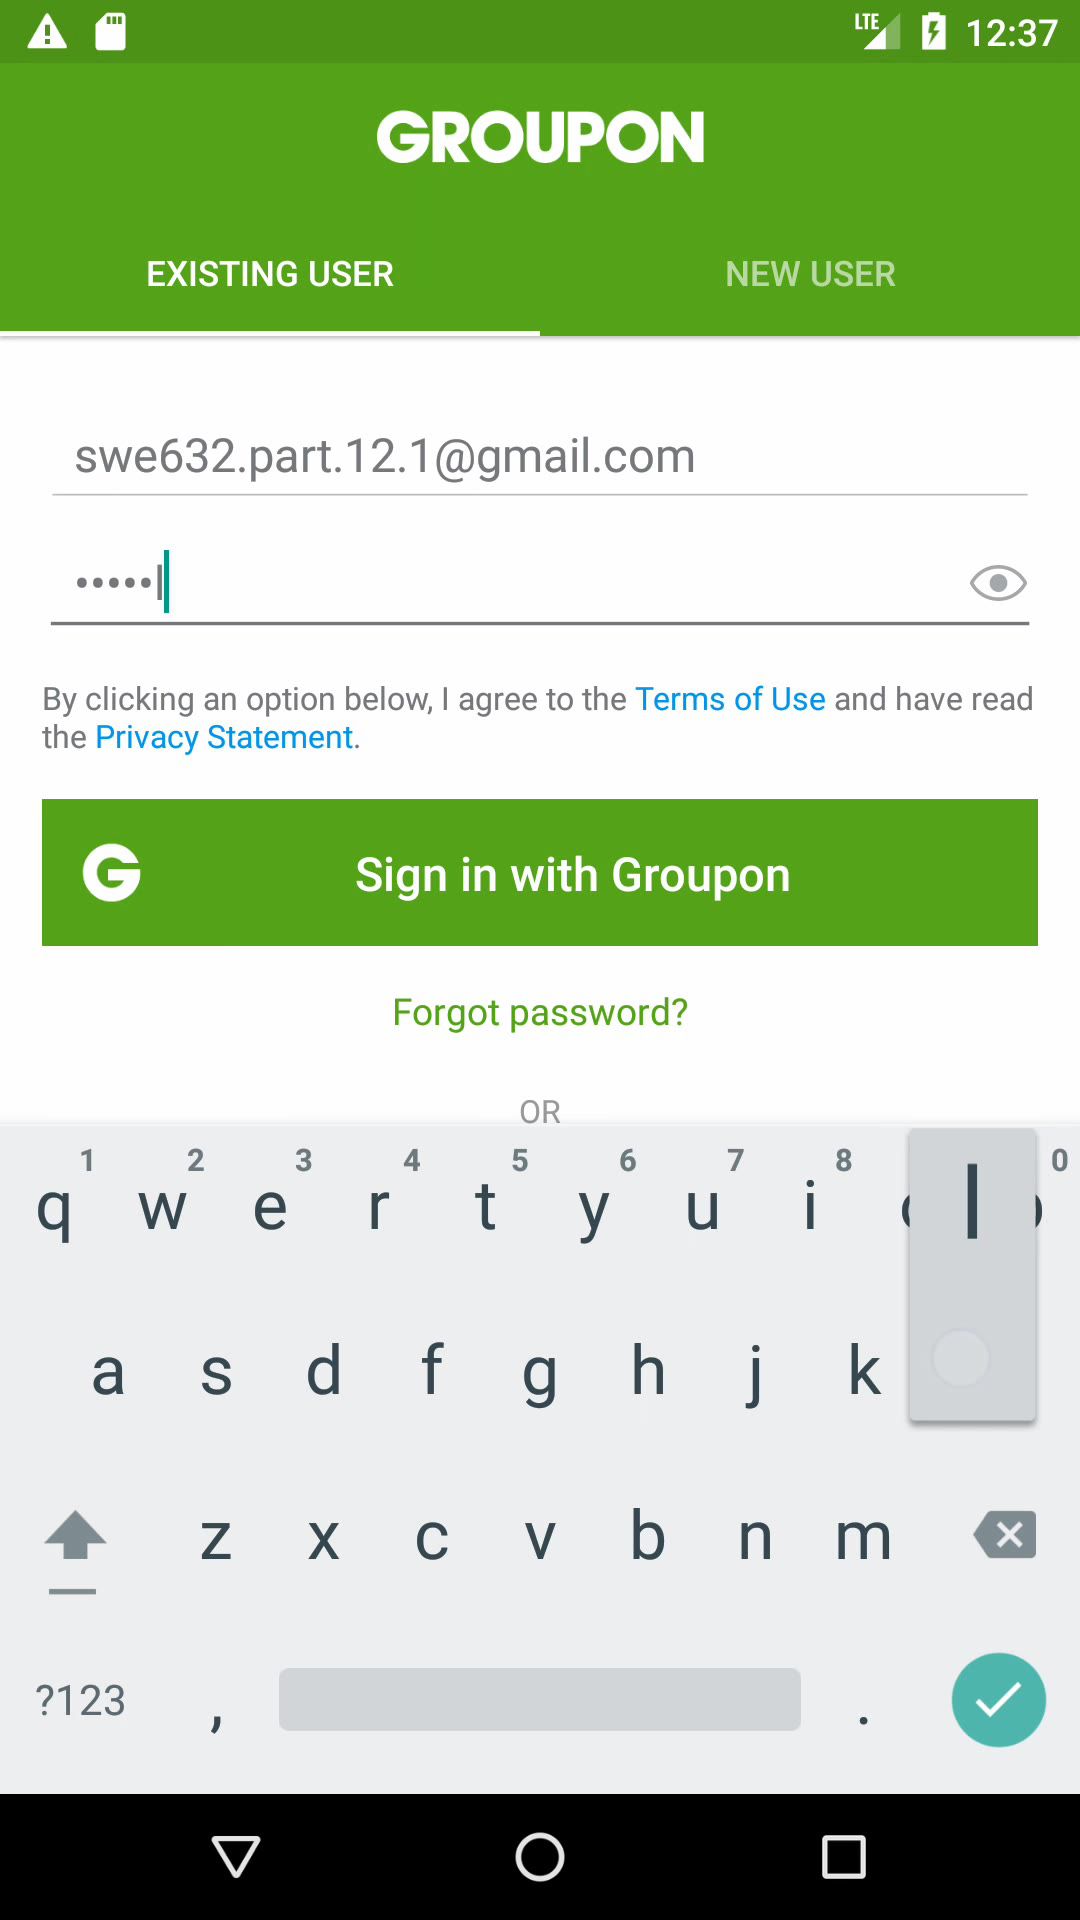 LTE 12:37
GROUPON
EXISTING USER
NEW USER
swe632.part.12.1@gmail.com
•••••l
By clicking an option below, I agree to the Terms of Use and have read
the Privacy Statement.
G Sign in with Groupon
Forgot password?
OR
1 2 3 4 5 6 7 8 0
q w e r t y u i l
a s d f g h j k
z x c v b n m
?123 , .